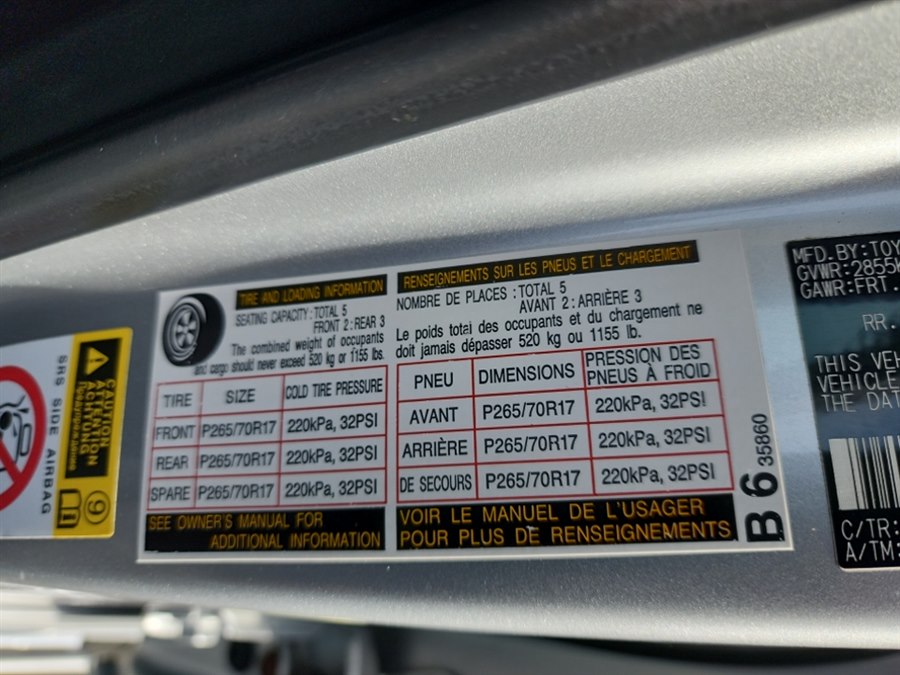 SRS SIDE AIRBAG
CAUTION
ATTENTION
ACHTUNG
9
TIRE AND LOADING INFORMATION
SEATING CAPACITY : TOTAL 5
FRONT 2 : REAR 3
The combined weight of occupants
and cargo should never exceed 520 kg or 1155 lbs.
TIRE SIZE COLD TIRE PRESSURE
FRONT P265/70R17 220kPa, 32PSI
REAR P265/70R17 220kPa, 32PSI
SPARE P265/70R17 220kPa, 32PSI
SEE OWNER'S MANUAL FOR
ADDITIONAL INFORMATION
RENSEIGNEMENTS SUR LES PNEUS ET LE CHARGEMENT
NOMBRE DE PLACES : TOTAL 5
AVANT 2 : ARRIÈRE 3
Le poids total des occupants et du chargement ne
doit jamais dépasser 520 kg ou 1155 lb.
PNEU DIMENSIONS PRESSION DES
PNEUS À FROID
AVANT P265/70R17 220kPa, 32PSI
ARRIÈRE P265/70R17 220kPa, 32PSI
DE SECOURS P265/70R17 220kPa, 32PSI
VOIR LE MANUEL DE L'USAGER
POUR PLUS DE RENSEIGNEMENTS
B6 35860
MFD.BY:TOY
GVWR:2855K
GAWR:FRT.
RR.
THIS VEH
VEHICLE
THE DAT
C/TR:
A/TM: